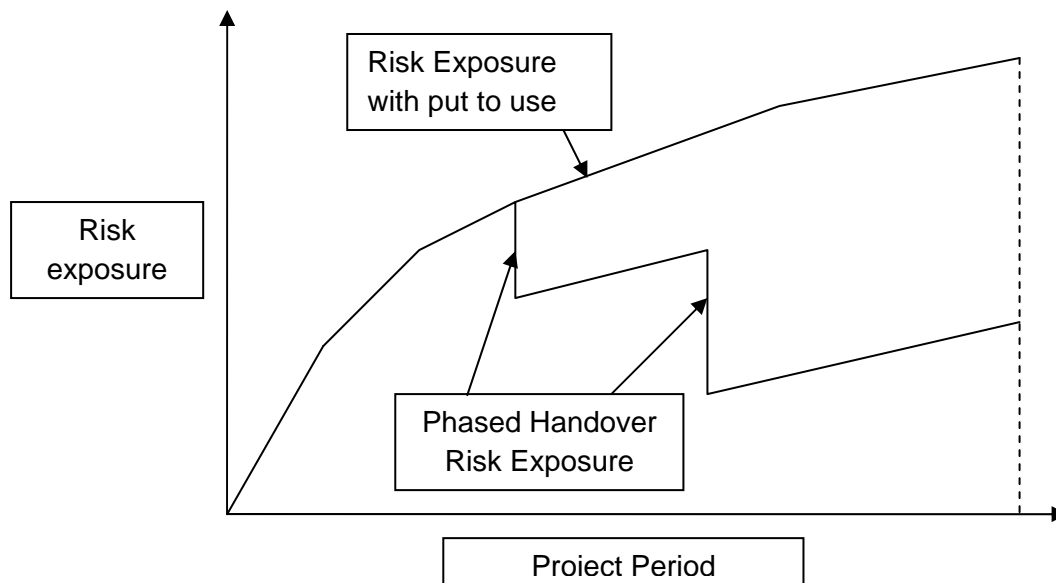 Risk Exposure
with put to use
Risk
exposure
Phased Handover
Risk Exposure
Project Period